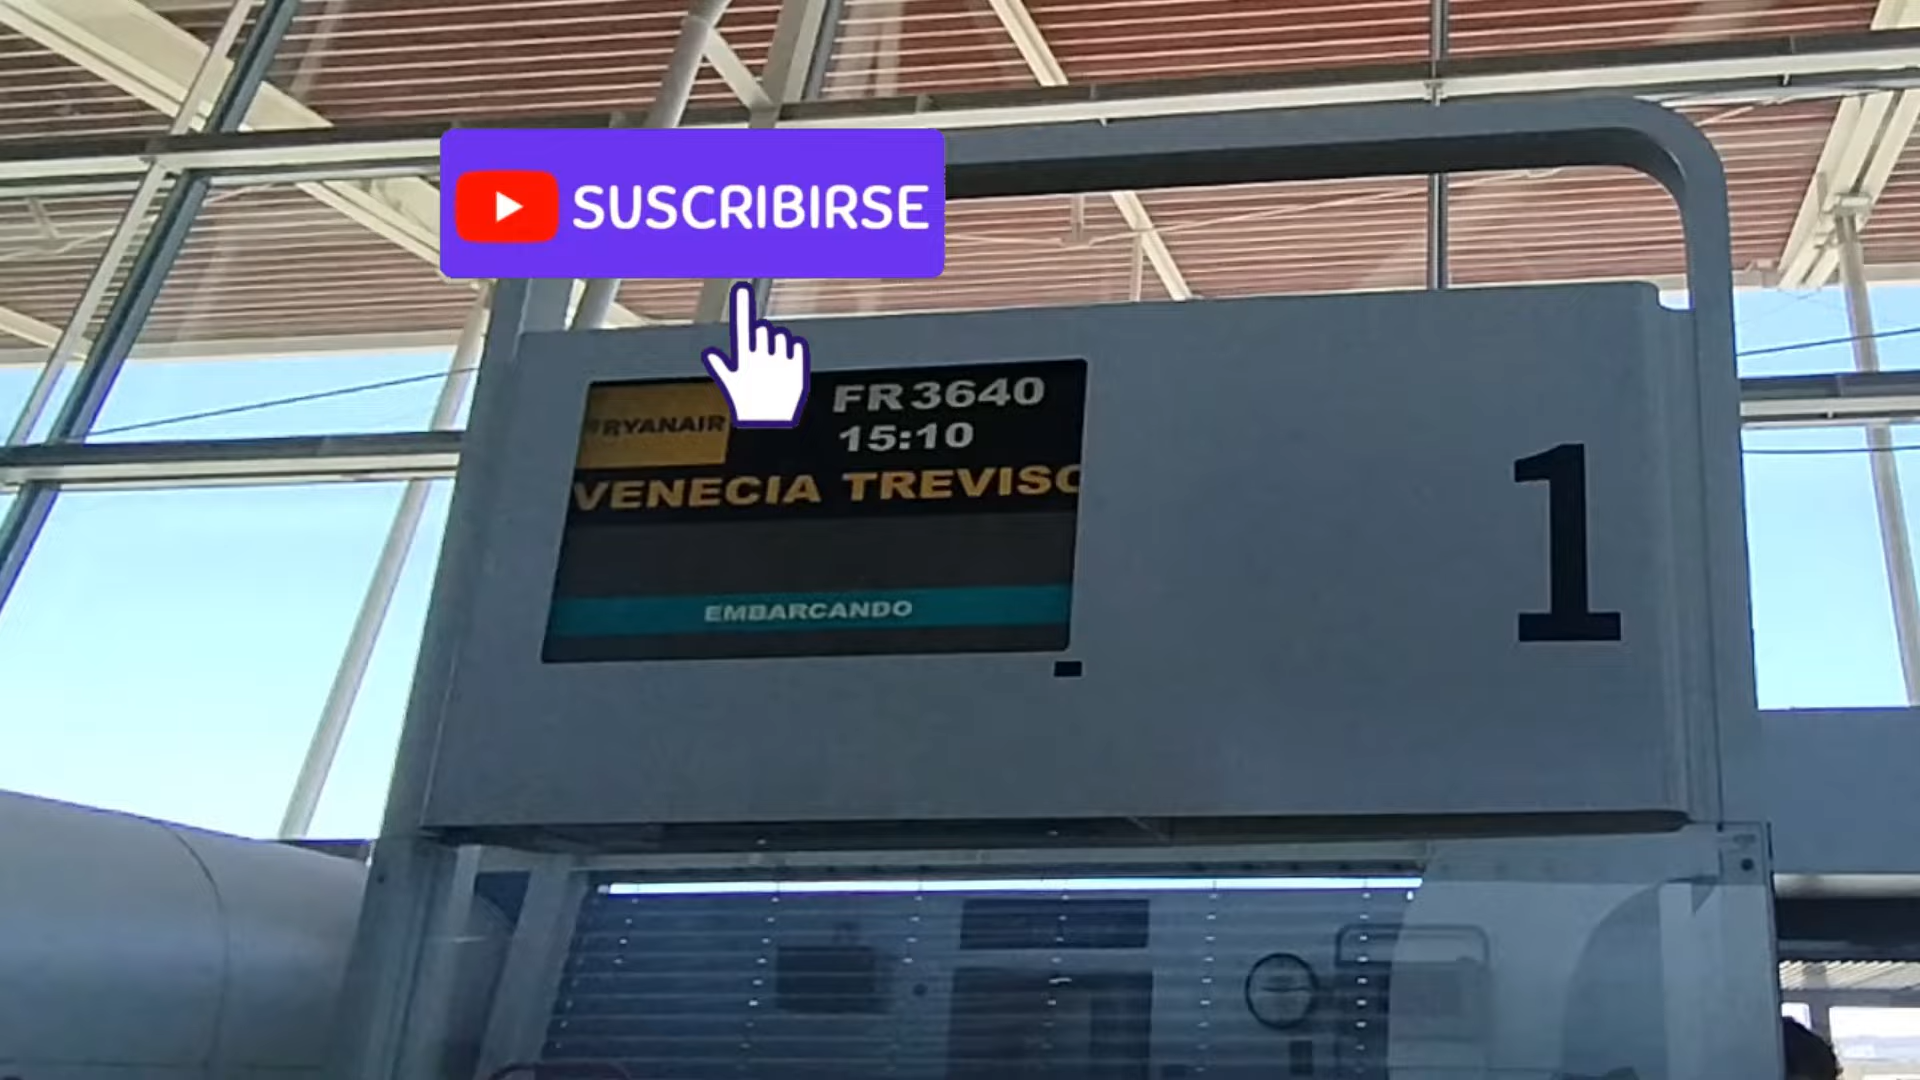 SUSCRIBIRSE
RYANAIR
FR3640
15:10
VENECIA TREVISO
EMBARCANDO
1